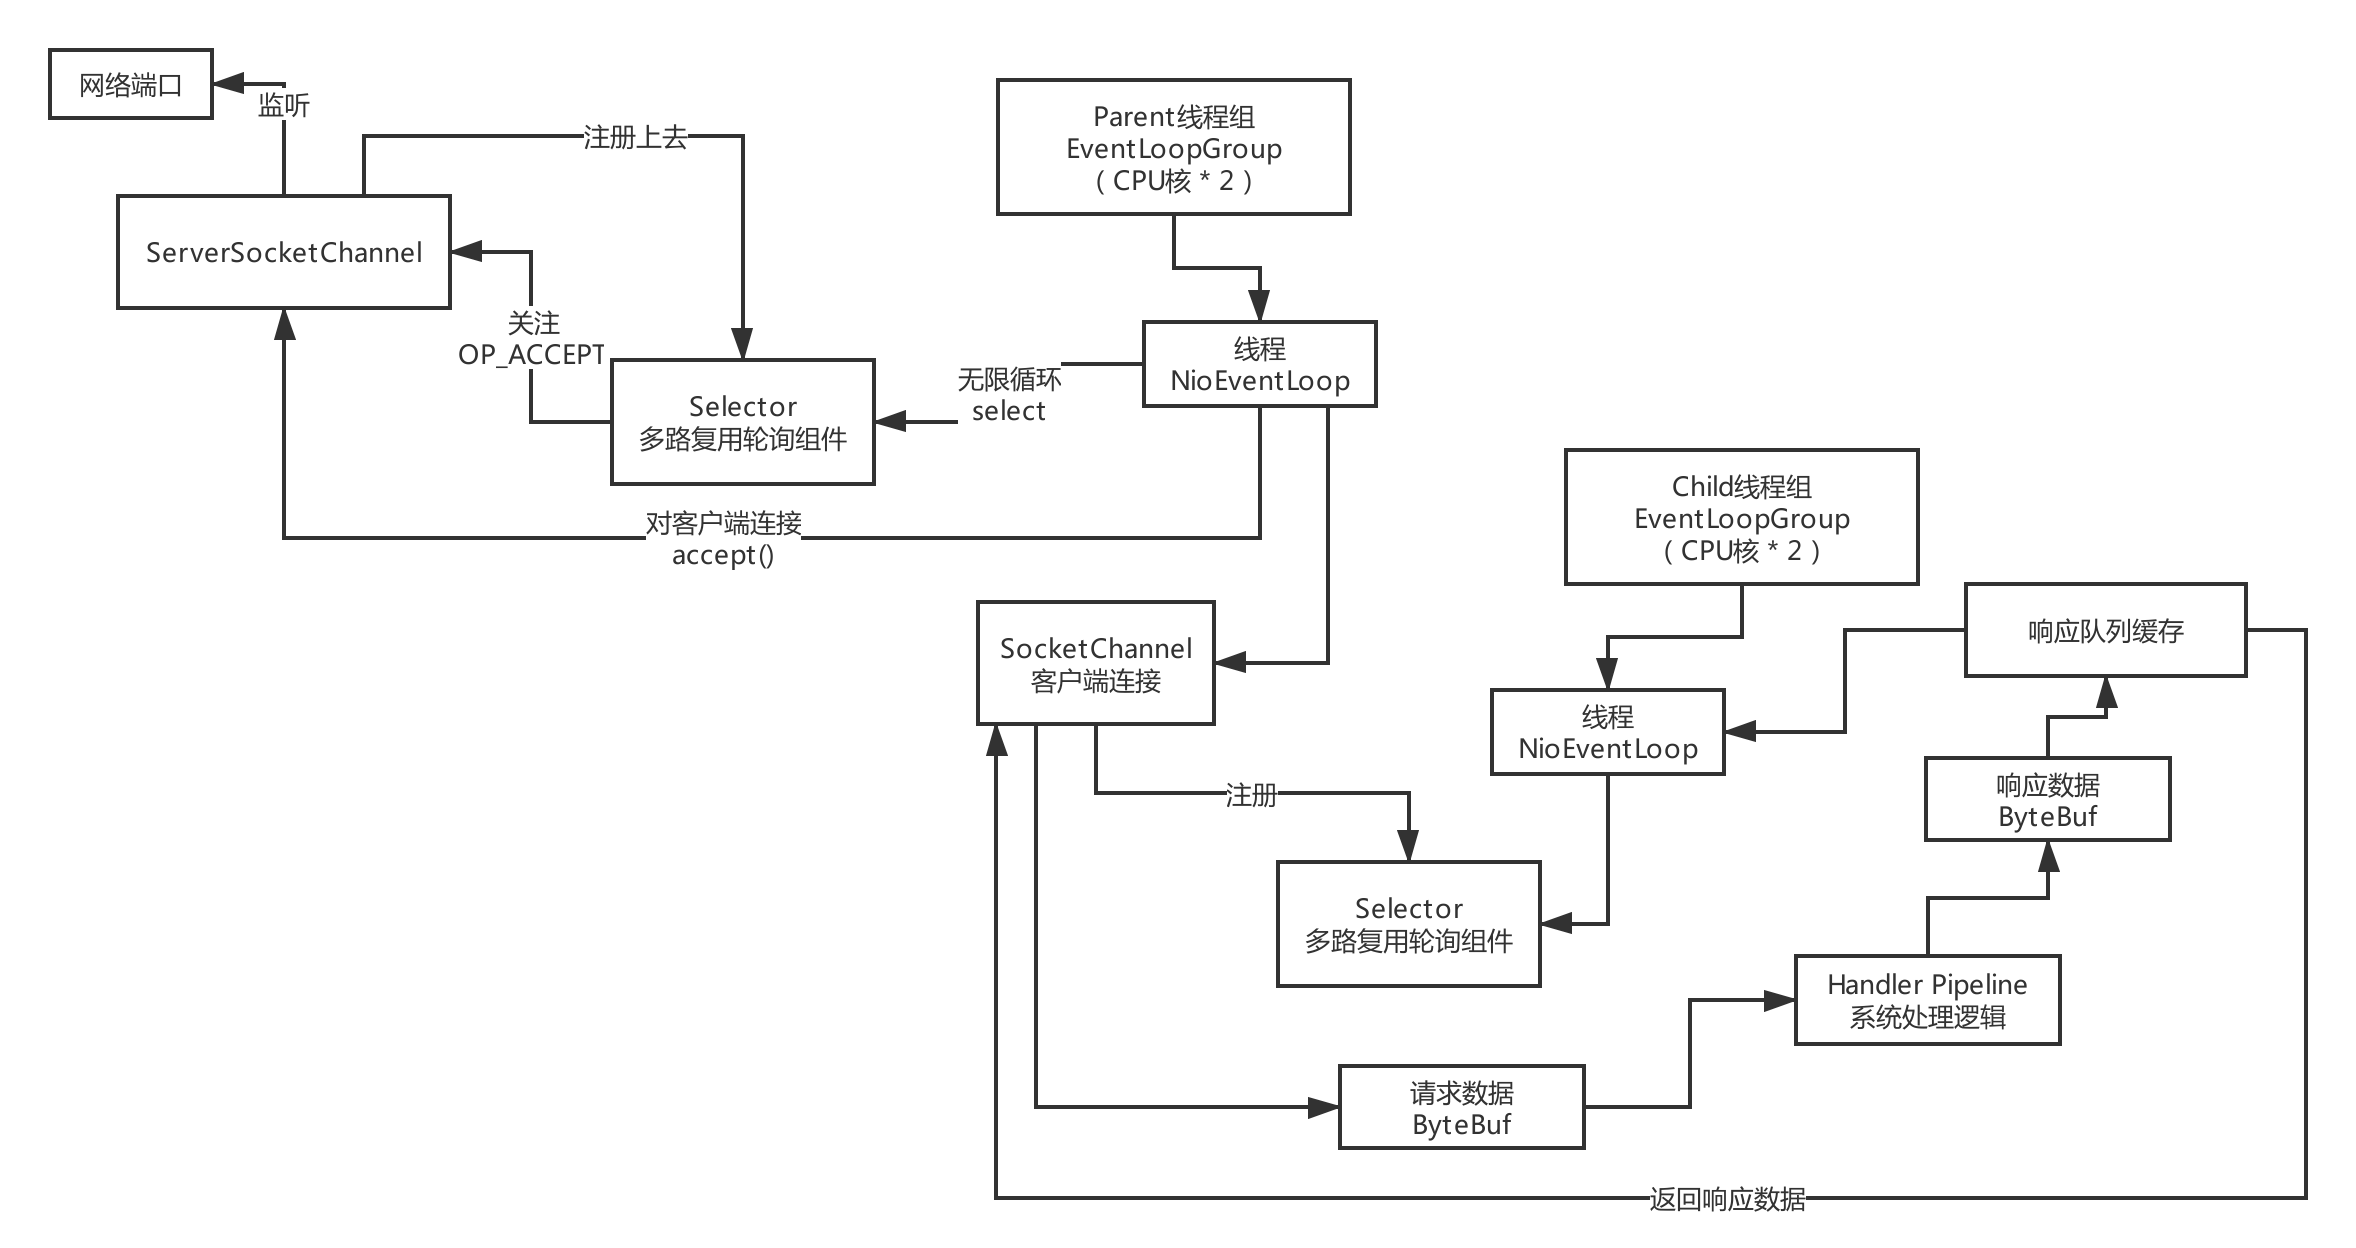 网络端口
监听
注册上去
Parent线程组
EventLoopGroup
（ CPU核 * 2 ）
ServerSocketChannel
关注
OP_ACCEPT
线程
NioEventLoop
无限循环
select
Selector
多路复用轮询组件
对客户端连接
accept()
Child线程组
EventLoopGroup
（ CPU核 * 2 ）
SocketChannel
客户端连接
响应队列缓存
线程
NioEventLoop
注册
响应数据
ByteBuf
Selector
多路复用轮询组件
Handler Pipeline
系统处理逻辑
请求数据
ByteBuf
返回响应数据